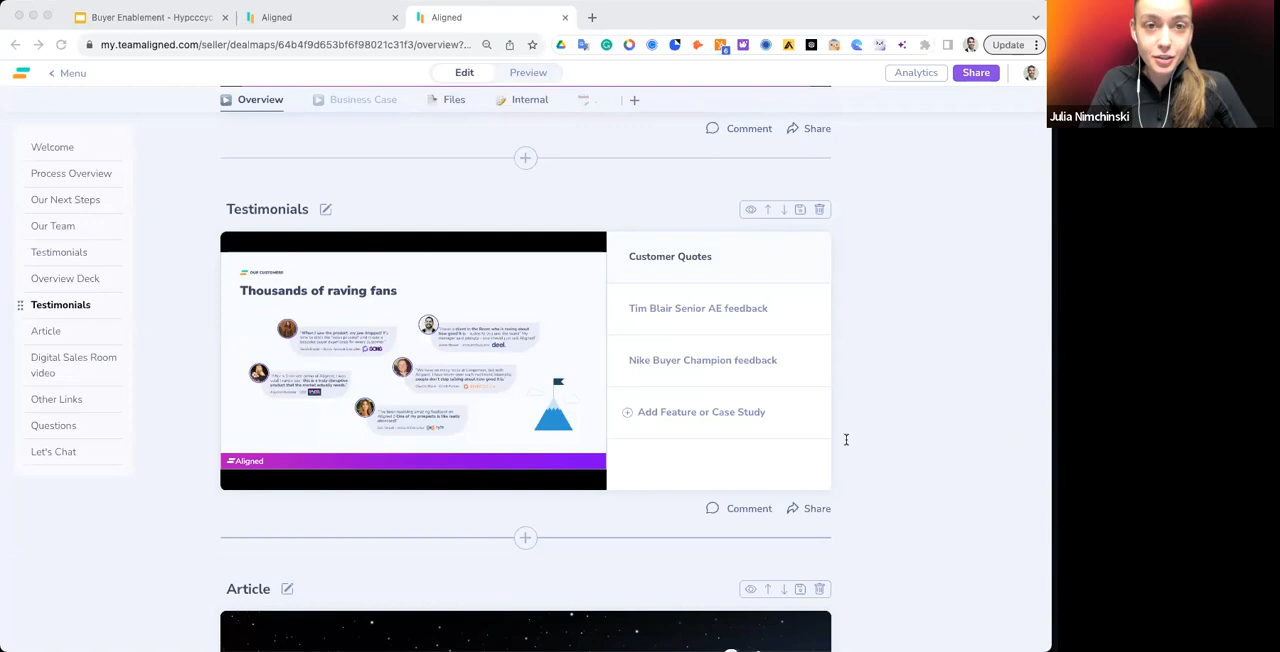 Buyer Enablement - Hypcccyc
Aligned
Aligned
my.teamaligned.com/seller/dealmaps/64b4f9d653bf6f98021c31f3/overview?...
Update
Menu
Edit
Preview
Analytics
Share
Julia Nimchinski
Overview
Business Case
Files
Internal
Comment
Share
Welcome
Process Overview
Our Next Steps
Our Team
Testimonials
Overview Deck
Testimonials
Article
Digital Sales Room
video
Other Links
Questions
Let's Chat
Testimonials
OUR CUSTOMERS
Thousands of raving fans
GONG
deel.
Aligned
Customer Quotes
Tim Blair Senior AE feedback
Nike Buyer Champion feedback
Add Feature or Case Study
Comment
Share
Article